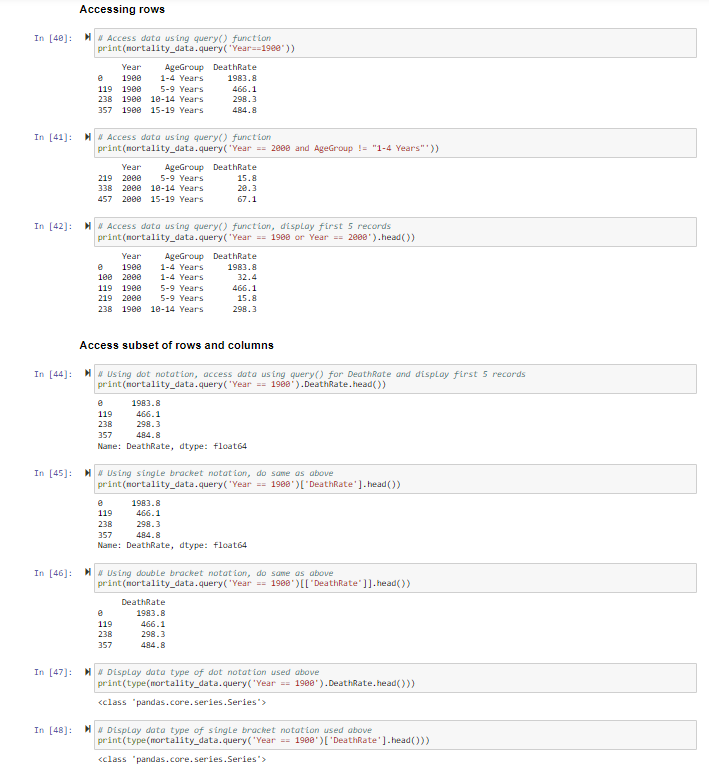 Accessing rows
In [40]: # Access data using query() function
print(mortality_data.query('Year==1900'))
Year AgeGroup DeathRate
0 1900 1-4 Years 1983.8
119 1900 5-9 Years 466.1
238 1900 10-14 Years 298.3
357 1900 15-19 Years 484.8
In [41]: # Access data using query() function
print(mortality_data.query('Year == 2000 and AgeGroup != "1-4 Years"'))
Year AgeGroup DeathRate
219 2000 5-9 Years 15.8
338 2000 10-14 Years 20.3
457 2000 15-19 Years 67.1
In [42]: # Access data using query() function, display first 5 records
print(mortality_data.query('Year == 1900 or Year == 2000').head())
Year AgeGroup DeathRate
0 1900 1-4 Years 1983.8
100 2000 1-4 Years 32.4
119 1900 5-9 Years 466.1
219 2000 5-9 Years 15.8
238 1900 10-14 Years 298.3
Access subset of rows and columns
In [44]: # Using dot notation, access data using query() for DeathRate and display first 5 records
print(mortality_data.query('Year == 1900').DeathRate.head())
0 1983.8
119 466.1
238 298.3
357 484.8
Name: DeathRate, dtype: float64
In [45]: # Using single bracket notation, do same as above
print(mortality_data.query('Year == 1900')['DeathRate'].head())
0 1983.8
119 466.1
238 298.3
357 484.8
Name: DeathRate, dtype: float64
In [46]: # Using double bracket notation, do same as above
print(mortality_data.query('Year == 1900')[['DeathRate']].head())
DeathRate
0 1983.8
119 466.1
238 298.3
357 484.8
In [47]: # Display data type of dot notation used above
print(type(mortality_data.query('Year == 1900').DeathRate.head()))
<class 'pandas.core.series.Series'>
In [48]: # Display data type of single bracket notation used above
print(type(mortality_data.query('Year == 1900')['DeathRate'].head()))
<class 'pandas.core.series.Series'>